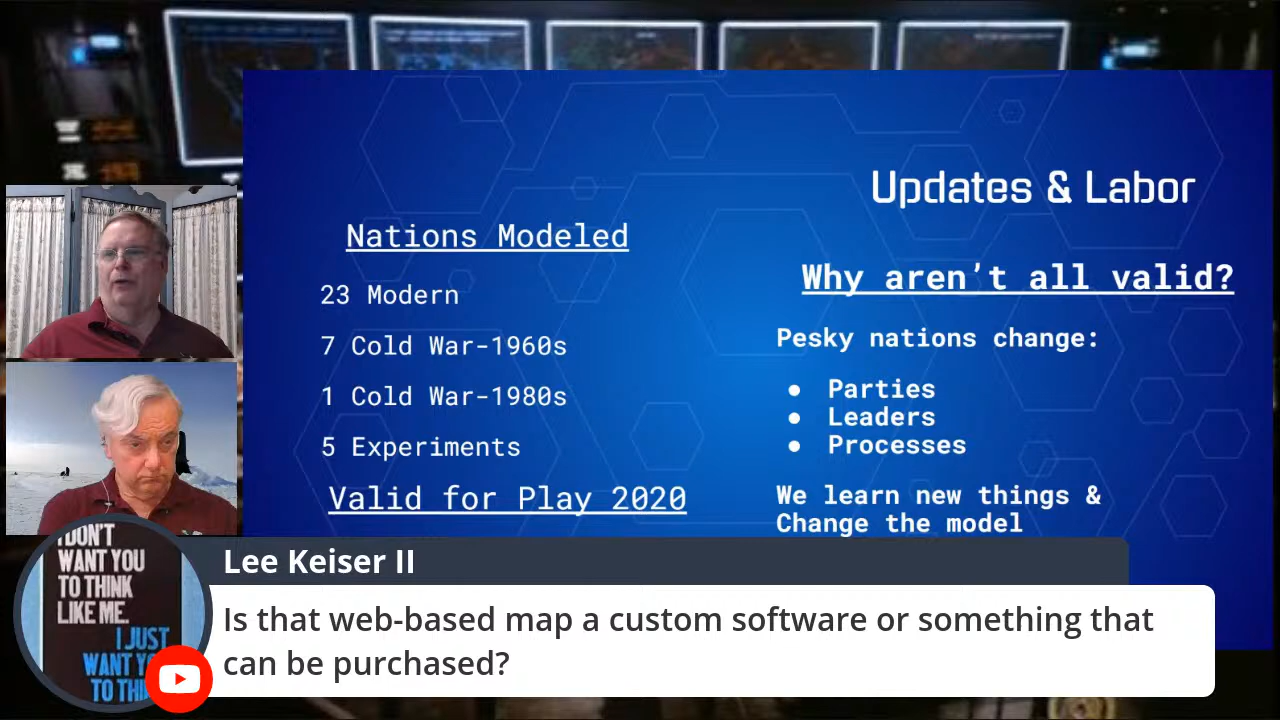 Updates & Labor
Nations Modeled
23 Modern
7 Cold War-1960s
1 Cold War-1980s
5 Experiments
Valid for Play 2020
Why aren't all valid?
Pesky nations change:
● Parties
● Leaders
● Processes
We learn new things &
Change the model
I DON'T
WANT YOU
TO THINK
LIKE ME.
I JUST
WANT
TO
Lee Keiser II
Is that web-based map a custom software or something that
can be purchased?